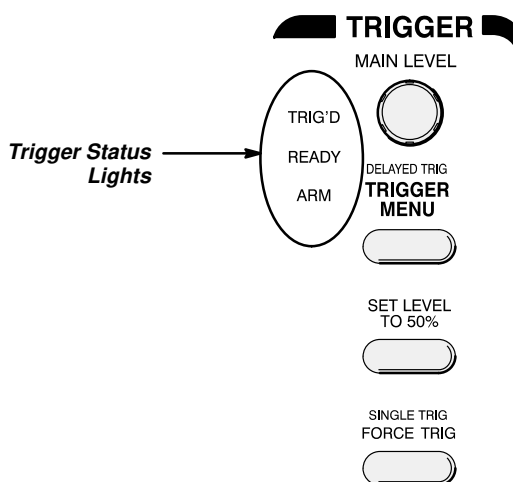 TRIGGER
MAIN LEVEL
TRIG'D
READY
ARM
Trigger Status
Lights
DELAYED TRIG
TRIGGER
MENU
SET LEVEL
TO 50%
SINGLE TRIG
FORCE TRIG